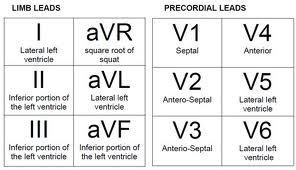 LIMB LEADS
PRECORDIAL LEADS
I
Lateral left
ventricle
aVR
square root of
squat
V1
Septal
V4
Anterior
II
Inferior portion of
the left ventricle
aVL
Lateral left
ventricle
V2
Antero-Septal
V5
Lateral left
ventricle
III
Inferior portion of
the left ventricle
aVF
Inferior portion of
the left ventricle
V3
Anterio-Septal
V6
Lateral left
ventricle